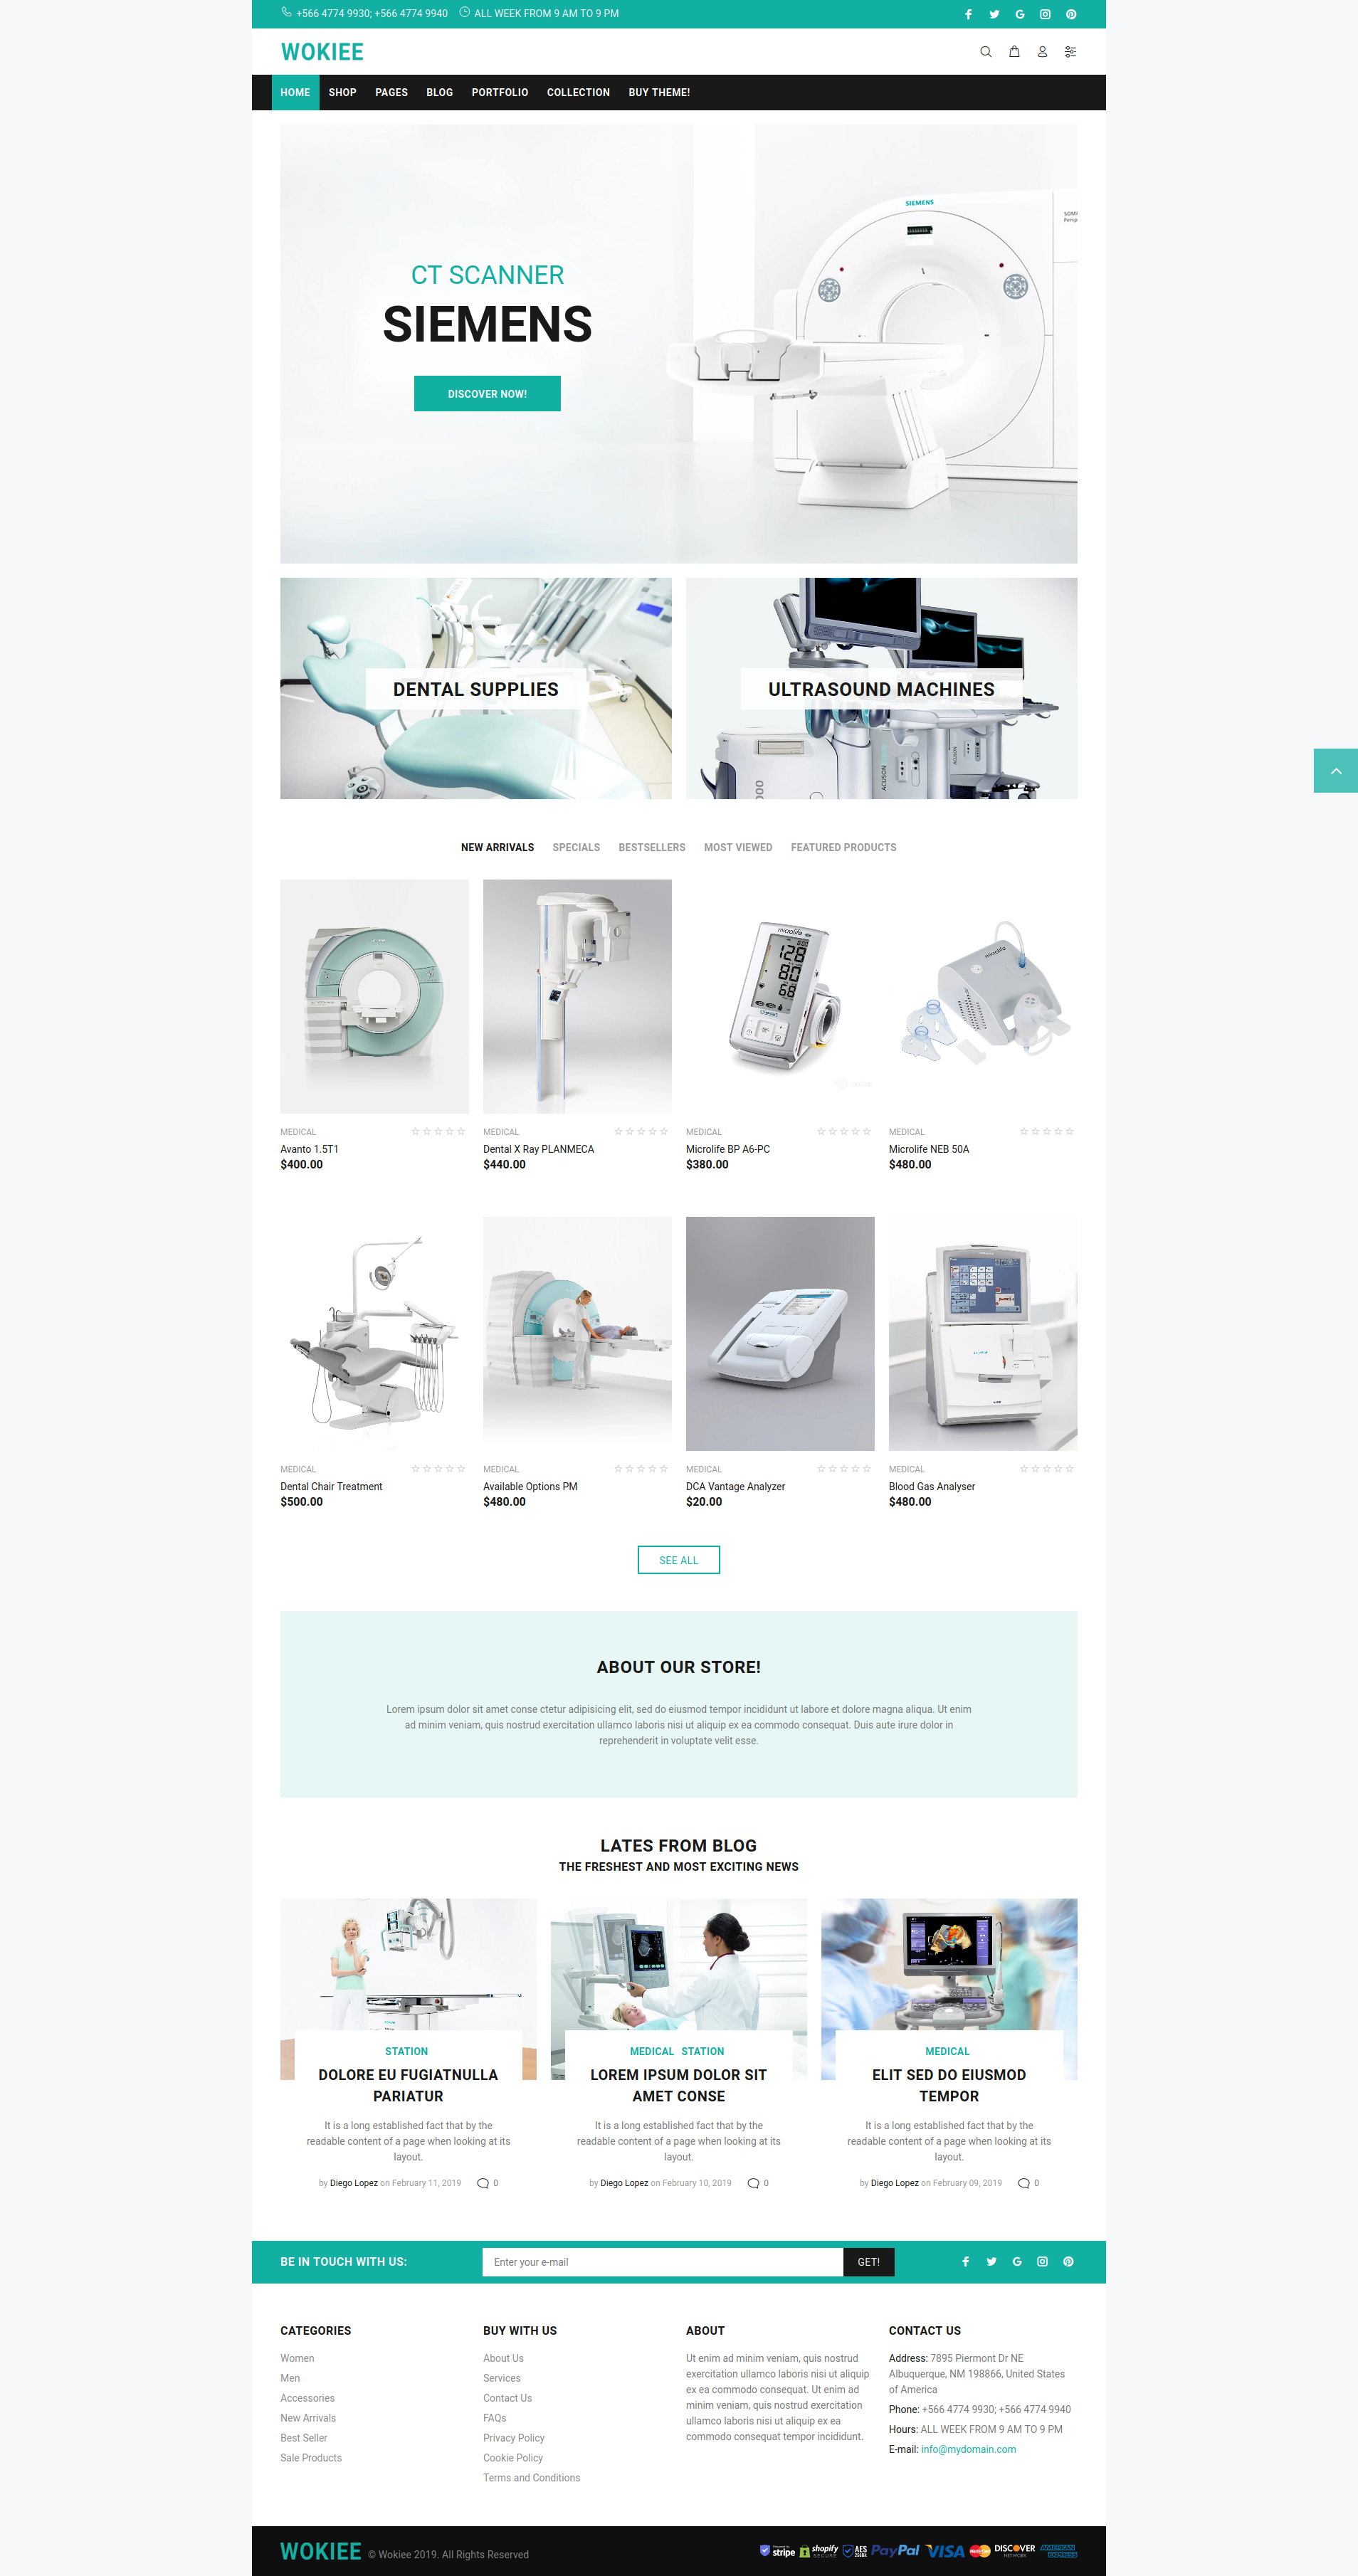 +566 4774 9930; +566 4774 9940 ALL WEEK FROM 9 AM TO 9 PM
WOKIEE
HOME SHOP PAGES BLOG PORTFOLIO COLLECTION BUY THEME!
SIEMENS
CT SCANNER
SIEMENS
DISCOVER NOW!
DENTAL SUPPLIES
ULTRASOUND MACHINES
ACUSON
ACUSON
NEW ARRIVALS SPECIALS BESTSELLERS MOST VIEWED FEATURED PRODUCTS
microlife
128
80
68
microlife
MEDICAL
Avanto 1.5T1
$400.00
MEDICAL
Dental X Ray PLANMECA
$440.00
MEDICAL
Microlife BP A6-PC
$380.00
MEDICAL
Microlife NEB 50A
$480.00
MEDICAL
Dental Chair Treatment
$500.00
MEDICAL
Available Options PM
$480.00
MEDICAL
DCA Vantage Analyzer
$20.00
MEDICAL
Blood Gas Analyser
$480.00
SEE ALL
ABOUT OUR STORE!
Lorem ipsum dolor sit amet conse ctetur adipisicing elit, sed do eiusmod tempor incididunt ut labore et dolore magna aliqua. Ut enim
ad minim veniam, quis nostrud exercitation ullamco laboris nisi ut aliquip ex ea commodo consequat. Duis aute irure dolor in
reprehenderit in voluptate velit esse.
LATES FROM BLOG
THE FRESHEST AND MOST EXCITING NEWS
STATION
DOLORE EU FUGIATNULLA
PARIATUR
It is a long established fact that by the
readable content of a page when looking at its
layout.
by Diego Lopez on February 11, 2019 0
MEDICAL STATION
LOREM IPSUM DOLOR SIT
AMET CONSE
It is a long established fact that by the
readable content of a page when looking at its
layout.
by Diego Lopez on February 10, 2019 0
MEDICAL
ELIT SED DO EIUSMOD
TEMPOR
It is a long established fact that by the
readable content of a page when looking at its
layout.
by Diego Lopez on February 09, 2019 0
BE IN TOUCH WITH US:
Enter your e-mail
GET!
CATEGORIES
Women
Men
Accessories
New Arrivals
Best Seller
Sale Products
BUY WITH US
About Us
Services
Contact Us
FAQs
Privacy Policy
Cookie Policy
Terms and Conditions
ABOUT
Ut enim ad minim veniam, quis nostrud
exercitation ullamco laboris nisi ut aliquip
ex ea commodo consequat. Ut enim ad
minim veniam, quis nostrud exercitation
ullamco laboris nisi ut aliquip ex ea
commodo consequat tempor incididunt.
CONTACT US
Address: 7895 Piermont Dr NE
Albuquerque, NM 198866, United States
of America
Phone: +566 4774 9930; +566 4774 9940
Hours: ALL WEEK FROM 9 AM TO 9 PM
E-mail: info@mydomain.com
WOKIEE © Wokiee 2019. All Rights Reserved
stripe shopify SECURE AES 256Bit PayPal VISA MasterCard DISCOVER NETWORK AMERICAN EXPRESS